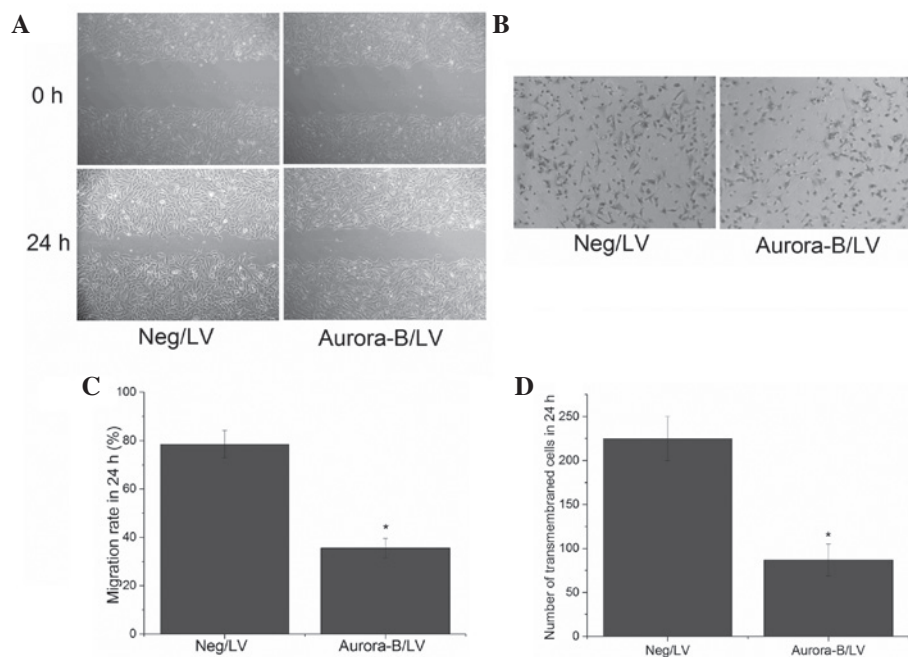 A
B
0 h
24 h
Neg/LV
Aurora-B/LV
Neg/LV
Aurora-B/LV
C
Migration rate in 24 h (%)
100
80
60
40
20
0
*
Neg/LV
Aurora-B/LV
D
Number of transmembraned cells in 24 h
250
200
150
100
50
0
*
Neg/LV
Aurora-B/LV